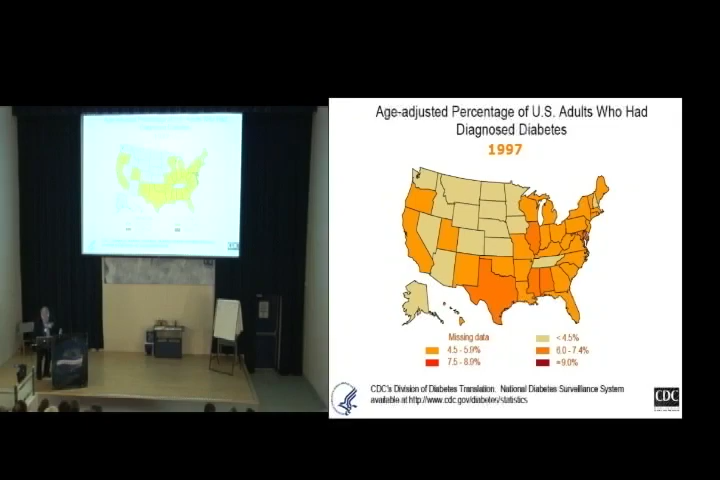 Age-adjusted Percentage of U.S. Adults Who Had
Diagnosed Diabetes
1997
Missing data
<4.5%
4.5 - 5.9%
6.0 - 7.4%
7.5 - 8.9%
≥9.0%
CDC's Division of Diabetes Translation. National Diabetes Surveillance System
available at http://www.cdc.gov/diabetes/statistics
CDC